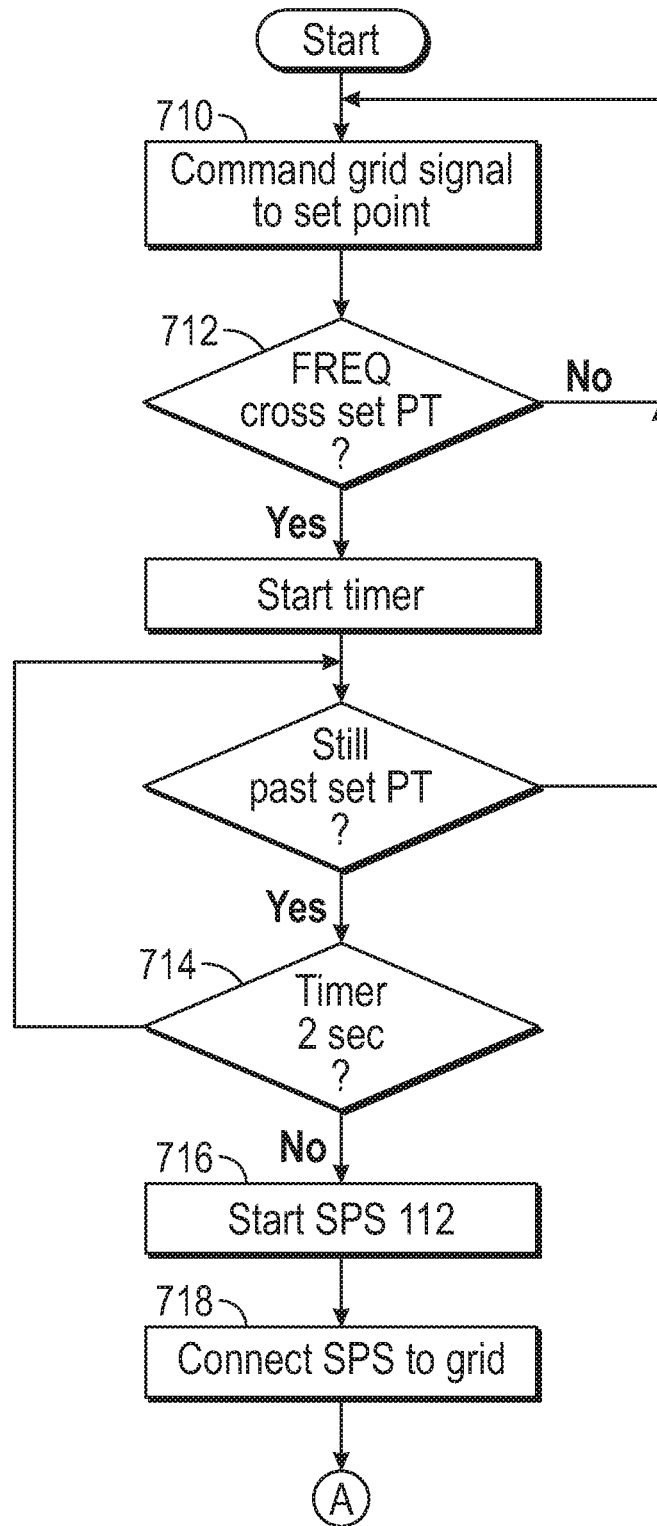 Start
710
Command grid signal
to set point
712
FREQ
cross set PT
?
No
Yes
Start timer
Still
past set PT
?
Yes
714
Timer
2 sec
?
No
716
Start SPS 112
718
Connect SPS to grid
A